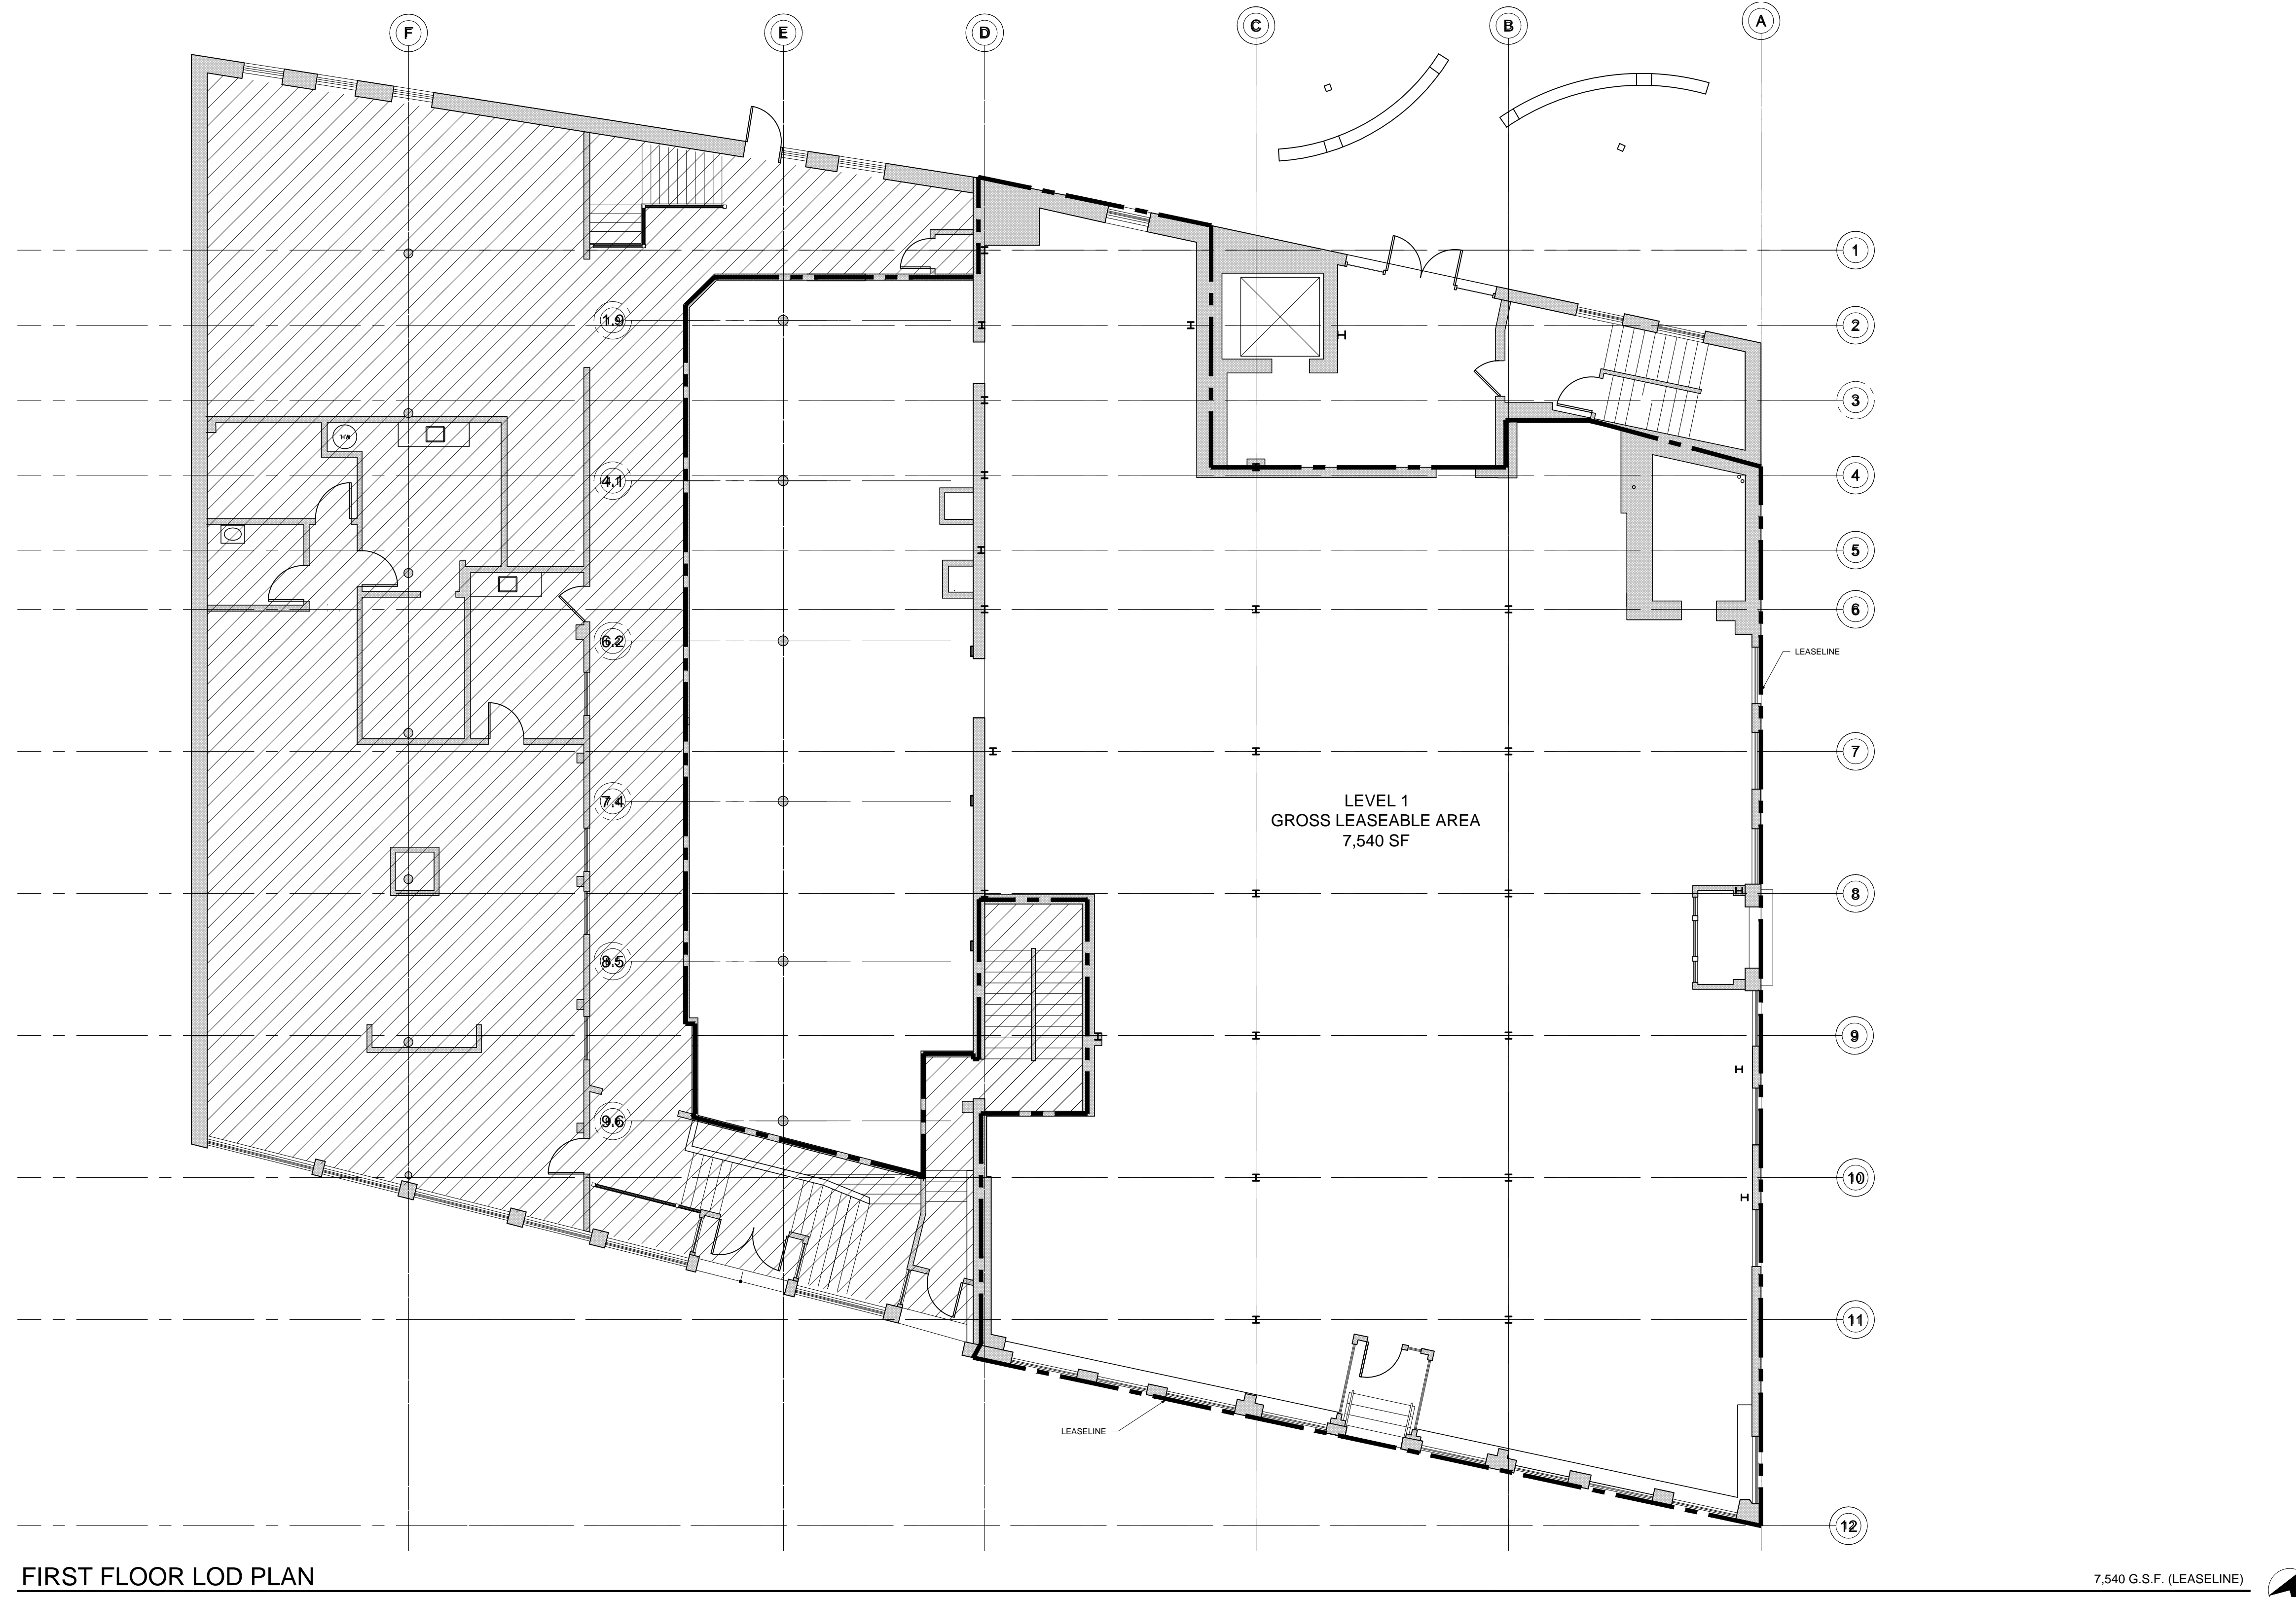 F
E
D
C
B
A
1
1.9
2
3
HW
4
4.1
5
6
6.2
LEASELINE
7
7.4
LEVEL 1
GROSS LEASEABLE AREA
7,540 SF
8
8.5
9
9.6
10
11
LEASELINE
12
FIRST FLOOR LOD PLAN
7,540 G.S.F. (LEASELINE)